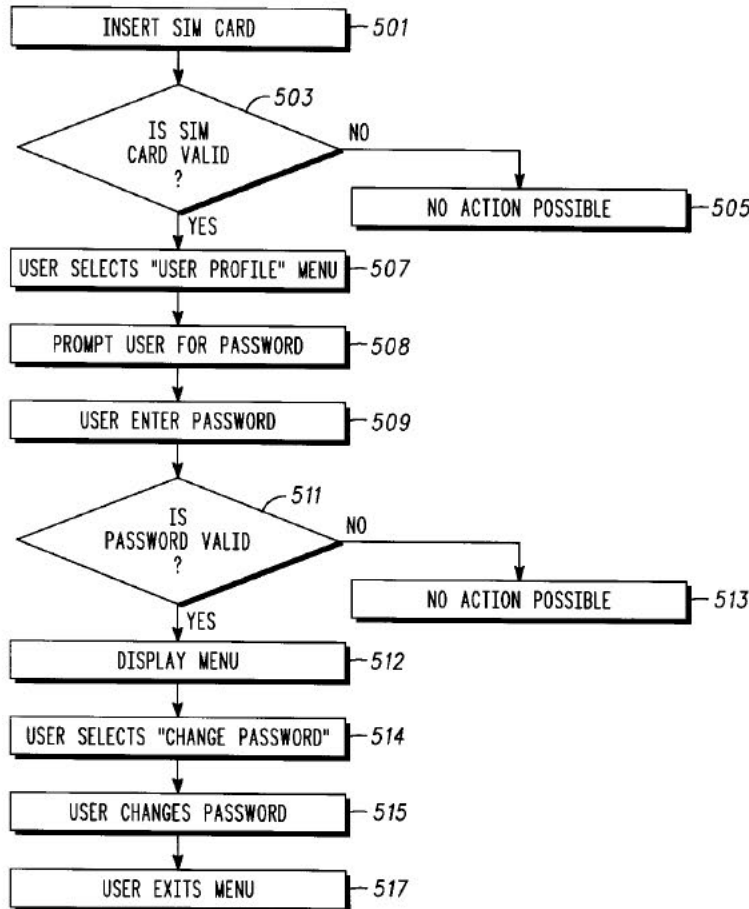 INSERT SIM CARD
501
503
IS SIM
CARD VALID
?
NO
YES
NO ACTION POSSIBLE
505
USER SELECTS "USER PROFILE" MENU
507
PROMPT USER FOR PASSWORD
508
USER ENTER PASSWORD
509
511
IS
PASSWORD VALID
?
NO
YES
NO ACTION POSSIBLE
513
DISPLAY MENU
512
USER SELECTS "CHANGE PASSWORD"
514
USER CHANGES PASSWORD
515
USER EXITS MENU
517